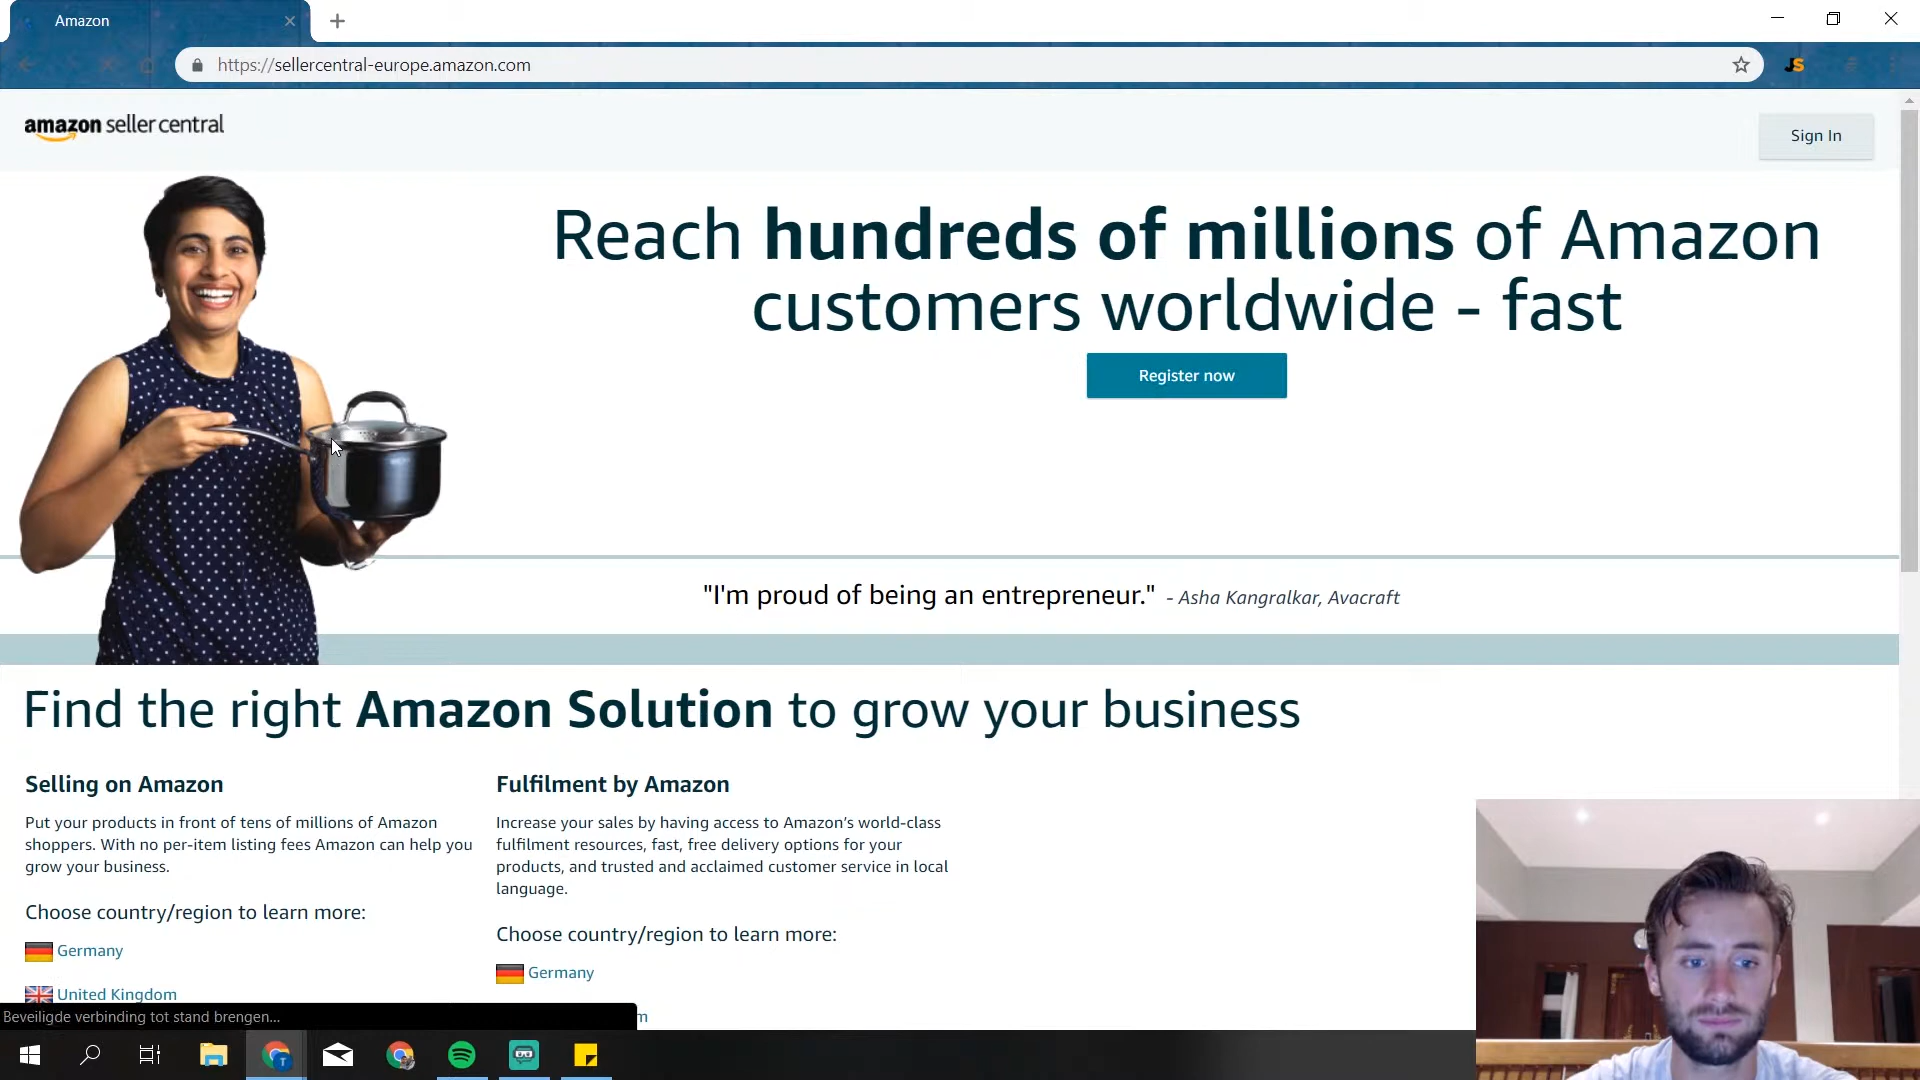 Amazon
https://sellercentral-europe.amazon.com
JS
amazon seller central
Sign In
Reach hundreds of millions of Amazon
customers worldwide - fast
Register now
"I'm proud of being an entrepreneur." - Asha Kangralkar, Avacraft
Find the right Amazon Solution to grow your business
Selling on Amazon
Put your products in front of tens of millions of Amazon
shoppers. With no per-item listing fees Amazon can help you
grow your business.
Choose country/region to learn more:
Germany
United Kingdom
Fulfilment by Amazon
Increase your sales by having access to Amazon’s world-class
fulfilment resources, fast, free delivery options for your
products, and trusted and acclaimed customer service in local
language.
Choose country/region to learn more:
Germany
Beveiligde verbinding tot stand brengen...
T